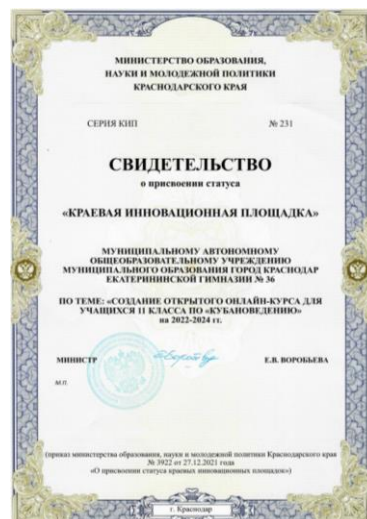 МИНИСТЕРСТВО ОБРАЗОВАНИЯ,
НАУКИ И МОЛОДЕЖНОЙ ПОЛИТИКИ
КРАСНОДАРСКОГО КРАЯ
СЕРИЯ КИП № 231
СВИДЕТЕЛЬСТВО
о присвоении статуса
«КРАЕВАЯ ИННОВАЦИОННАЯ ПЛОЩАДКА»
МУНИЦИПАЛЬНОМУ АВТОНОМНОМУ
ОБЩЕОБРАЗОВАТЕЛЬНОМУ УЧРЕЖДЕНИЮ
МУНИЦИПАЛЬНОГО ОБРАЗОВАНИЯ ГОРОД КРАСНОДАР
ЕКАТЕРИНИНСКОЙ ГИМНАЗИИ № 36
ПО ТЕМЕ: «СОЗДАНИЕ ОТКРЫТОГО ОНЛАЙН-КУРСА ДЛЯ
УЧАЩИХСЯ 11 КЛАССА ПО «КУБАНОВЕДЕНИЮ»
на 2022-2024 гг.
МИНИСТР Е.В. ВОРОБЬЕВА
М.П.
(приказ министерства образования, науки и молодежной политики Краснодарского края
№ 3922 от 27.12.2021 года
«О присвоении статуса краевых инновационных площадок»)
г. Краснодар